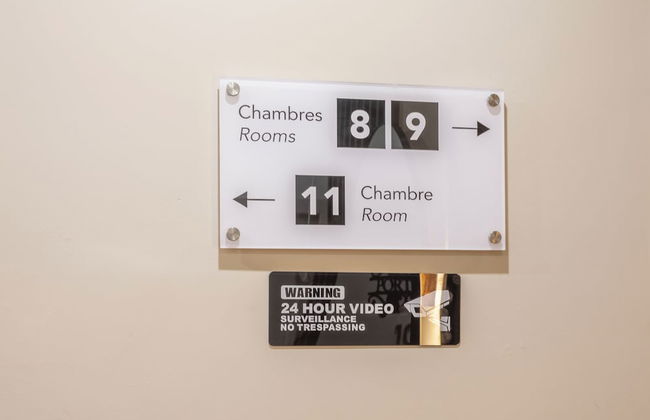 Chambres 8 9
Rooms
11 Chambre
Room
WARNING
24 HOUR VIDEO
SURVEILLANCE
NO TRESPASSING